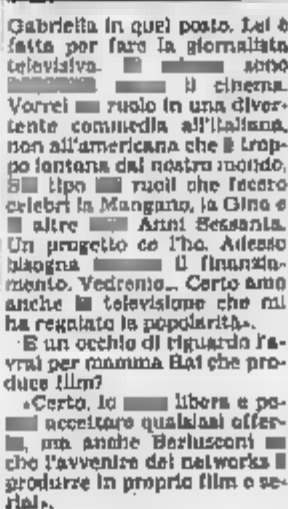 Gabriella in quel posto. Lei è
fatta per fare la giornalista
televisiva. sono
il cinema.
Vorrei ruolo in una diver-
tente commedia all'italiana,
non all'americana che trop-
po lontana dal nostro mondo.
tipo ruoli che fecero
celebri la Mangano, la Gina e
altre Anni Sessanta.
Un progetto ce l'ho. Adesso
bisogna il finanzia-
mento. Vedremo... Certo amo
anche televisione che mi
ha regalato la popolarità».
E un occhio di riguardo l'a-
vrai per mamma Rai che pro-
duce film?
«Certo. Io libera e po-
accettare qualsiasi offer-
ma anche Berlusconi
che l'avvenire dei networks
produrre in proprio film e se-
rial».